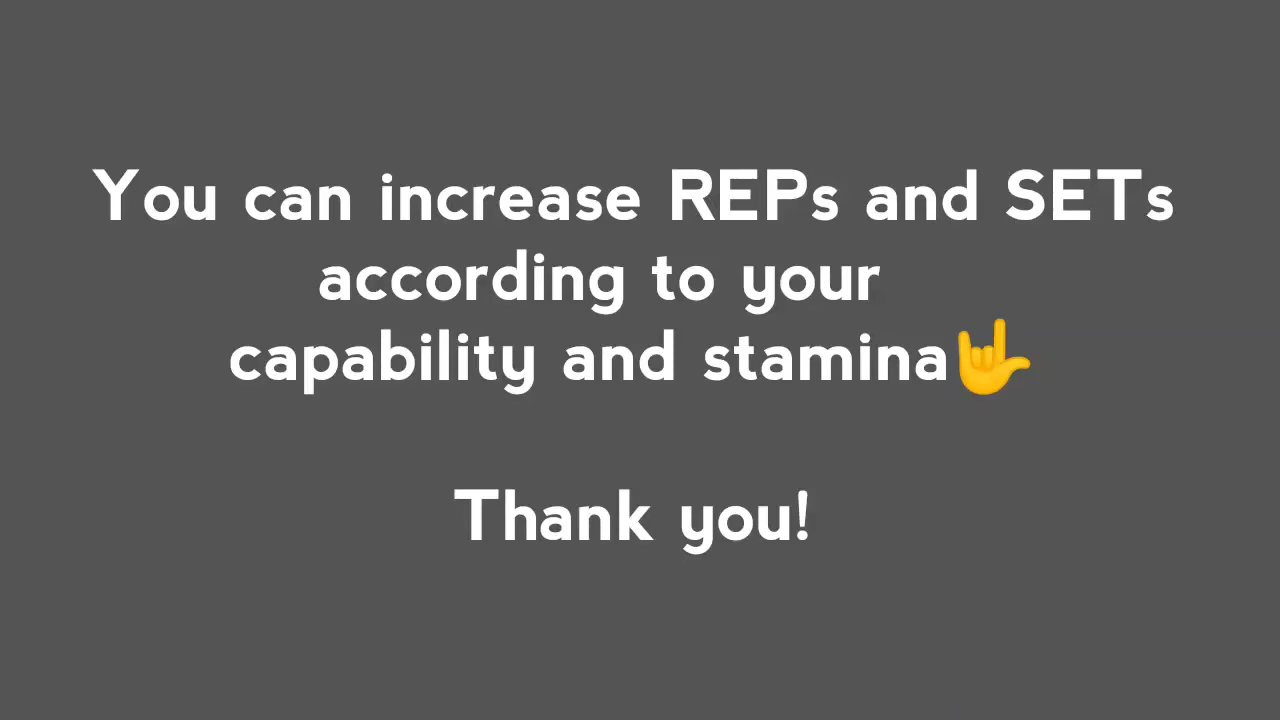 You can increase REPs and SETs
according to your
capability and stamina🤟
Thank you!